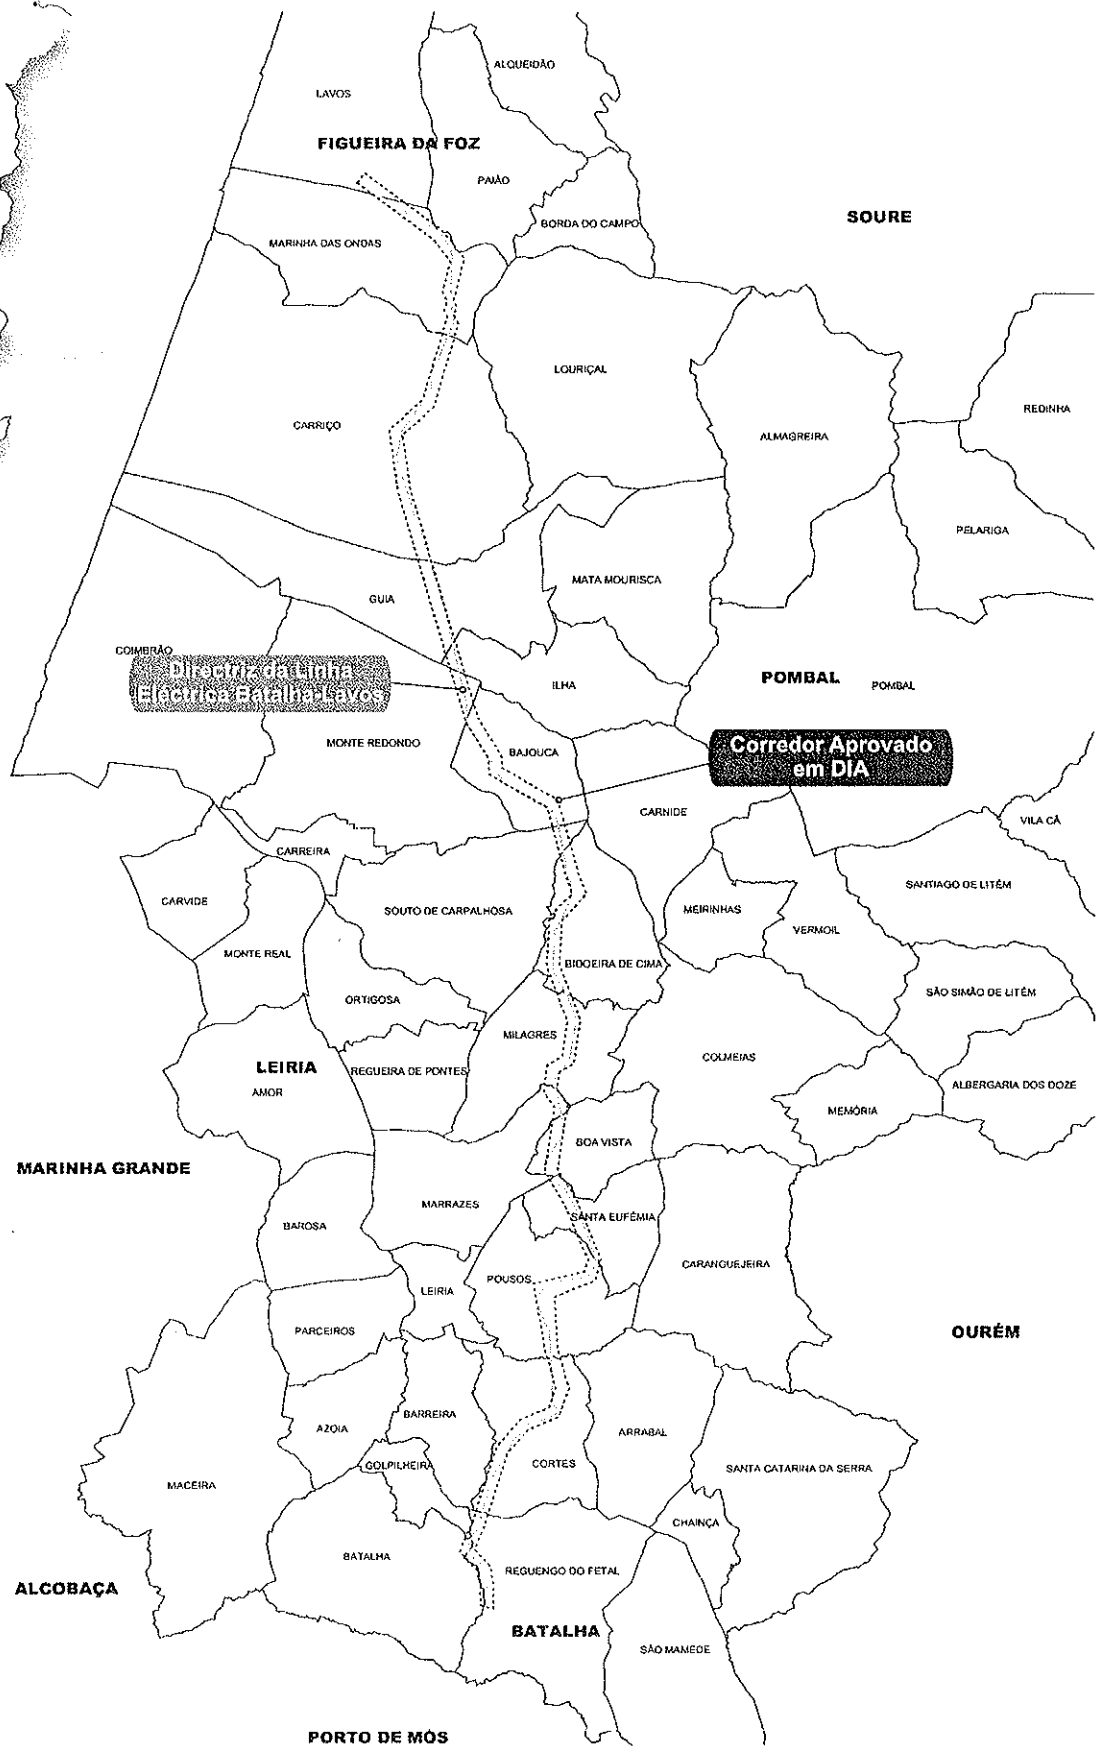 ALQUEIDÃO
LAVOS
FIGUEIRA DA FOZ
PAIÃO
SOURE
BORDA DO CAMPO
MARINHA DAS ONDAS
LOURIÇAL
REDINHA
CARRIÇO
ALMAGREIRA
PELARIGA
MATA MOURISCA
GUIA
COIMBRÃO
Directriz da Linha
Eléctrica Batalha-Lavos
ILHA
POMBAL
POMBAL
MONTE REDONDO
BAJOUCA
Corredor Aprovado
em DIA
CARNIDE
VILA CÃ
CARREIRA
SANTIAGO DE LITÉM
CARVIDE
SOUTO DE CARPALHOSA
MEIRINHAS
VERMOIL
MONTE REAL
BIDOEIRA DE CIMA
SÃO SIMÃO DE LITÉM
ORTIGOSA
MILAGRES
COLMEIAS
LEIRIA
REGUEIRA DE PONTES
AMOR
ALBERGARIA DOS DOZE
MEMÓRIA
BOA VISTA
MARINHA GRANDE
MARRAZES
BAROSA
SANTA EUFÉMIA
CARANGUEJEIRA
POUSOS
LEIRIA
PARCEIROS
OURÉM
BARREIRA
AZOIA
ARRABAL
GOLPILHEIRA
CORTES
SANTA CATARINA DA SERRA
MACEIRA
CHAINÇA
BATALHA
REGUENGO DO FETAL
ALCOBAÇA
BATALHA
SÃO MAMEDE
PORTO DE MÓS